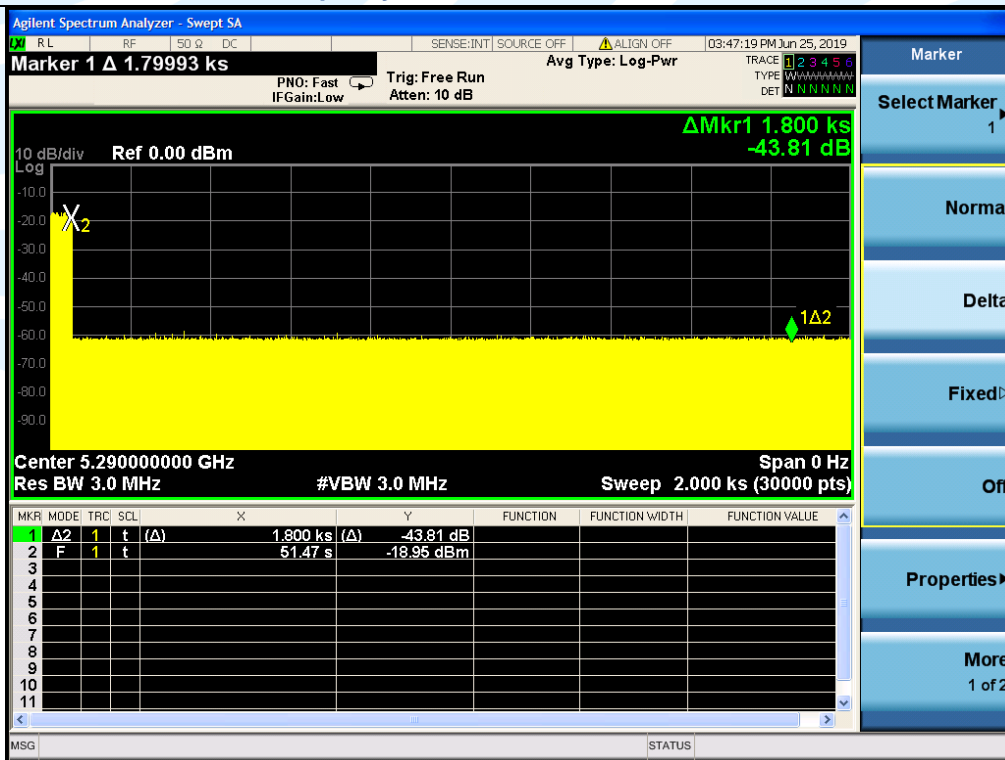 Agilent Spectrum Analyzer - Swept SA
LXI RL RF 50 Ω DC SENSE:INT SOURCE OFF ALIGN OFF 03:47:19 PM Jun 25, 2019
Marker 1 Δ 1.79993 ks
PNO: Fast
IFGain:Low
Trig: Free Run
Atten: 10 dB
Avg Type: Log-Pwr
TRACE 1 2 3 4 5 6
TYPE WWWWWW
DET N N N N N N
ΔMkr1 1.800 ks
-43.81 dB
10 dB/div Ref 0.00 dBm
Log
-10.0
-20.0
-30.0
-40.0
-50.0
-60.0
-70.0
-80.0
-90.0
2
1Δ2
Center 5.290000000 GHz Span 0 Hz
Res BW 3.0 MHz #VBW 3.0 MHz Sweep 2.000 ks (30000 pts)
MKR MODE TRC SCL X Y FUNCTION FUNCTION WIDTH FUNCTION VALUE
1 Δ2 1 t (Δ) 1.800 ks (Δ) -43.81 dB
2 F 1 t 51.47 s -18.95 dBm
3
4
5
6
7
8
9
10
11
MSG STATUS
Marker
Select Marker
1
Norma
Delta
Fixed
Off
Properties
More
1 of 2